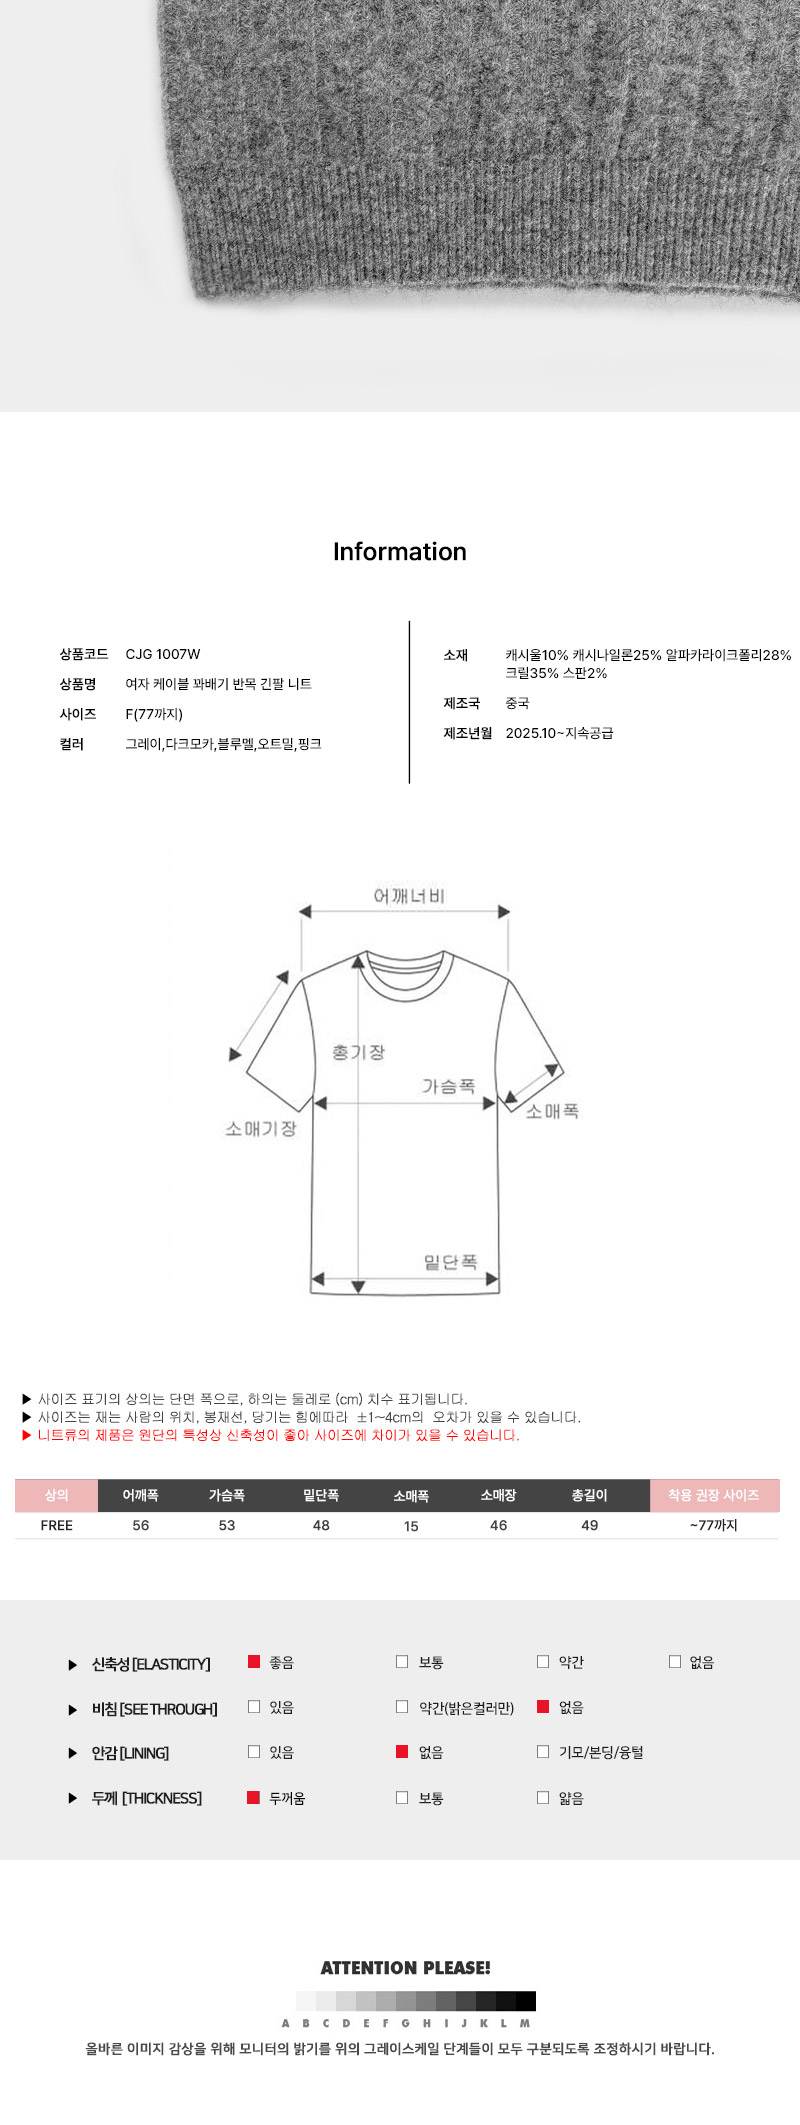 Information
상품코드 CJG 1007W
상품명 여자 케이블 꽈배기 반목 긴팔 니트
사이즈 F(77까지)
컬러 그레이,다크모카,블루멜,오트밀,핑크
소재 캐시울10% 캐시나일론25% 알파카라이크폴리28%
크릴35% 스판2%
제조국 중국
제조년월 2025.10~지속공급
어깨너비
총기장
가슴폭
소매폭
소매기장
밑단폭
▶ 사이즈 표기의 상의는 단면 폭으로, 하의는 둘레로 (cm) 치수 표기됩니다.
▶ 사이즈는 재는 사람의 위치, 봉재선, 당기는 힘에따라 ±1~4cm의 오차가 있을 수 있습니다.
▶ 니트류의 제품은 원단의 특성상 신축성이 좋아 사이즈에 차이가 있을 수 있습니다.
상의 어깨폭 가슴폭 밑단폭 소매폭 소매장 총길이 착용 권장 사이즈
FREE 56 53 48 15 46 49 ~77까지
▶ 신축성 [ELASTICITY] 좋음 보통 약간 없음
▶ 비침 [SEE THROUGH] 있음 약간(밝은컬러만) 없음
▶ 안감 [LINING] 있음 없음 기모/본딩/융털
▶ 두께 [THICKNESS] 두꺼움 보통 얇음
ATTENTION PLEASE!
A B C D E F G H I J K L M
올바른 이미지 감상을 위해 모니터의 밝기를 위의 그레이스케일 단계들이 모두 구분되도록 조정하시기 바랍니다.